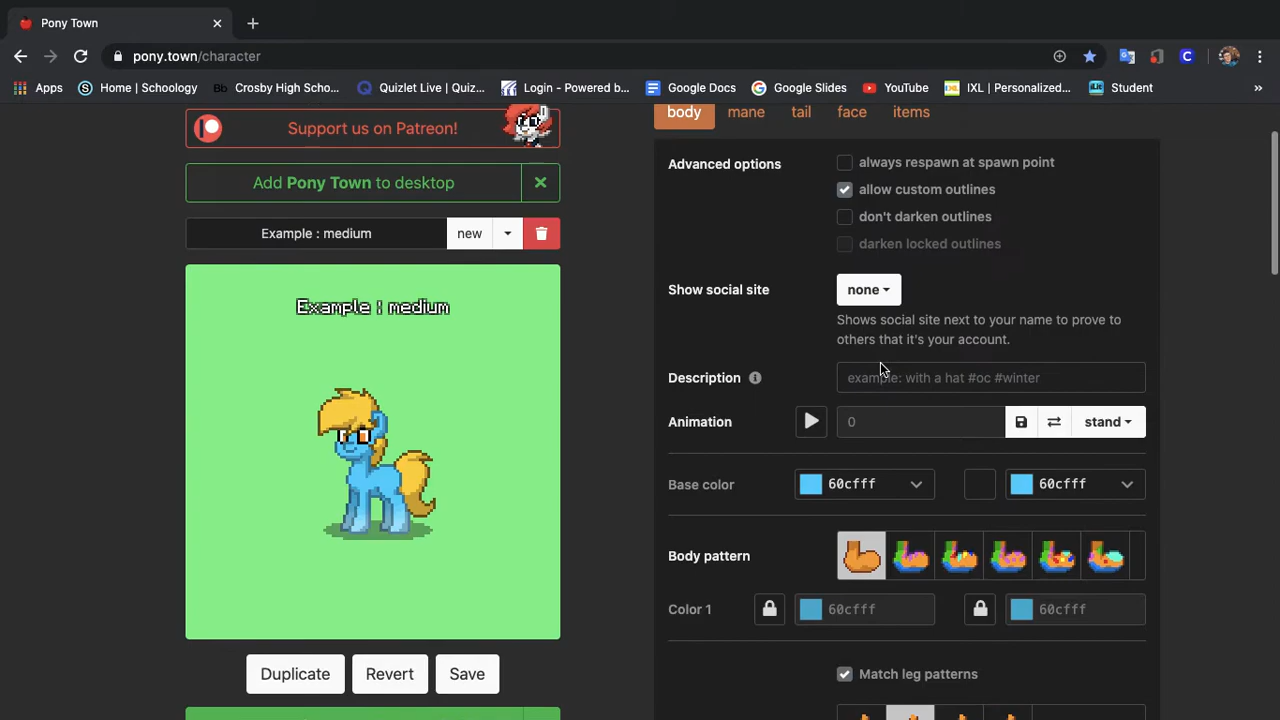 Pony Town
pony.town/character
Apps
Home | Schoology
Bb Crosby High Scho...
Quizlet Live | Quiz...
Login - Powered b...
Google Docs
Google Slides
YouTube
IXL | Personalized...
Student
»
Support us on Patreon!
Add Pony Town to desktop
Example : medium
new
Example : medium
Duplicate
Revert
Save
body
mane
tail
face
items
Advanced options
always respawn at spawn point
allow custom outlines
don't darken outlines
darken locked outlines
Show social site
none
Shows social site next to your name to prove to
others that it's your account.
Description
example: with a hat #oc #winter
Animation
0
stand
Base color
60cfff
60cfff
Body pattern
Color 1
60cfff
60cfff
Match leg patterns